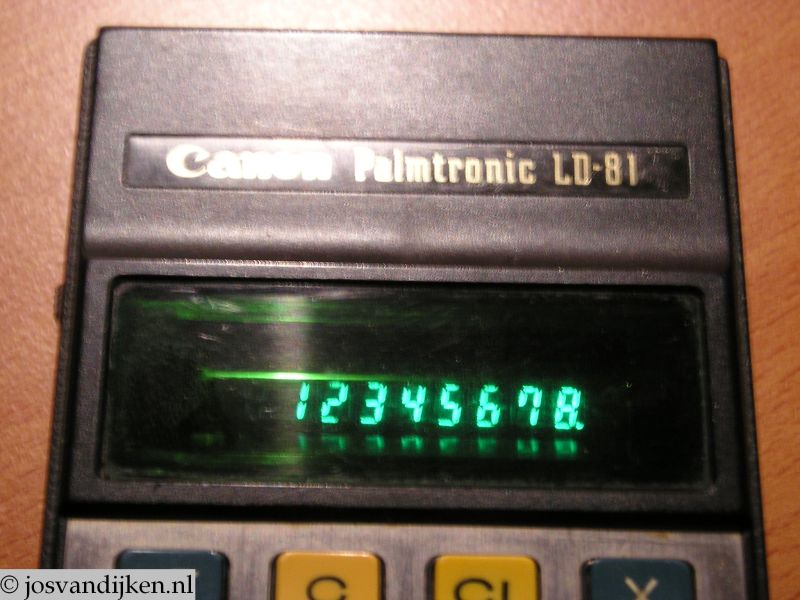 Canon Palmtronic LD-81
12345678.
C CI X
© josvandijken.nl